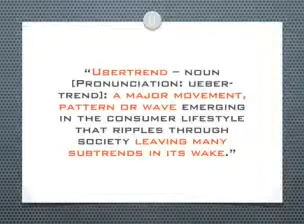 “Ubertrend – noun
[Pronunciation: ueber-
trend]: a major movement,
pattern or wave emerging
in the consumer lifestyle
that ripples through
society leaving many
subtrends in its wake.”